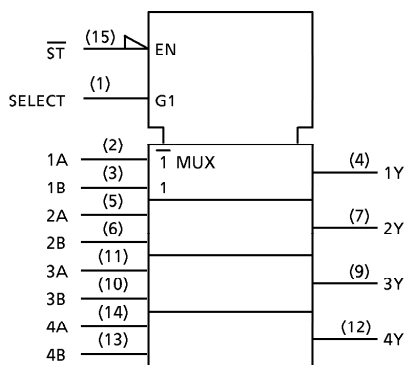 S̅T̅ (15) EN
SELECT (1) G1
1A (2) 1̅ MUX (4) 1Y
1B (3) 1
2A (5) (7) 2Y
2B (6)
3A (11) (9) 3Y
3B (10)
4A (14) (12) 4Y
4B (13)